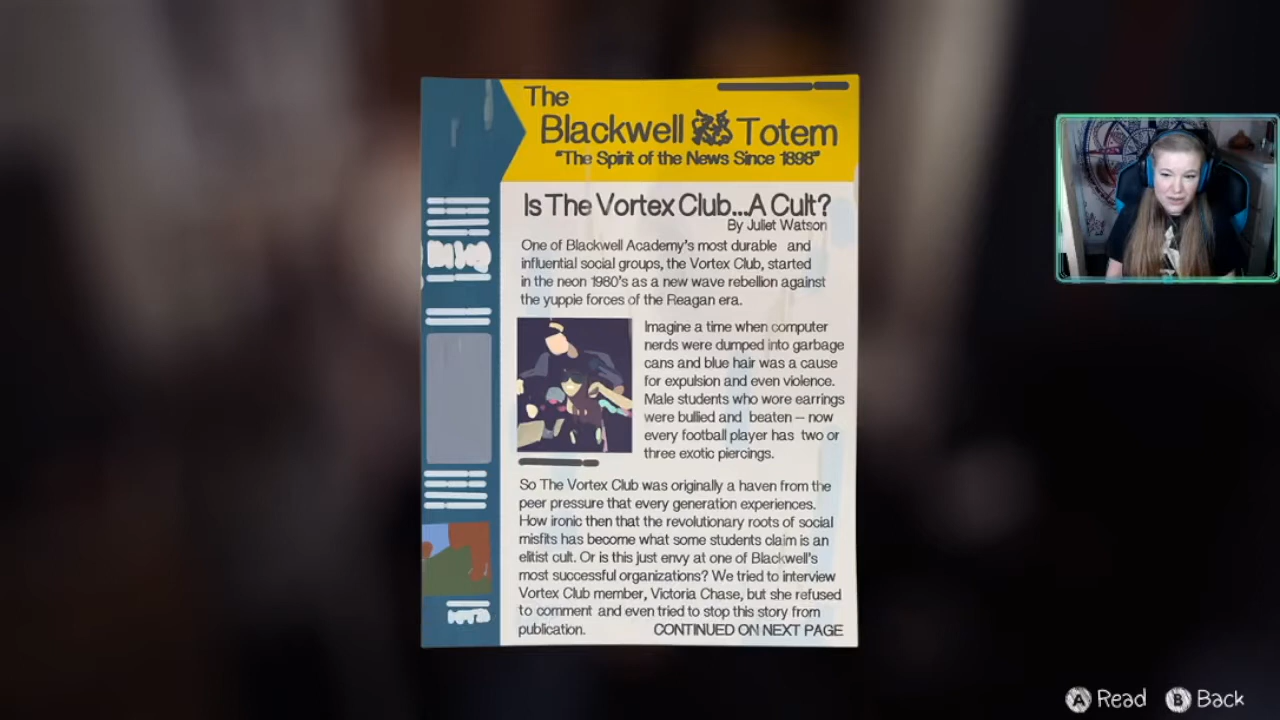 The
Blackwell Totem
"The Spirit of the News Since 1898"
Is The Vortex Club...A Cult?
By Juliet Watson
One of Blackwell Academy's most durable and
influential social groups, the Vortex Club, started
in the neon 1980's as a new wave rebellion against
the yuppie forces of the Reagan era.
Imagine a time when computer
nerds were dumped into garbage
cans and blue hair was a cause
for expulsion and even violence.
Male students who wore earrings
were bullied and beaten – now
every football player has two or
three exotic piercings.
So The Vortex Club was originally a haven from the
peer pressure that every generation experiences.
How ironic then that the revolutionary roots of social
misfits has become what some students claim is an
elitist cult. Or is this just envy at one of Blackwell's
most successful organizations? We tried to interview
Vortex Club member, Victoria Chase, but she refused
to comment and even tried to stop this story from
publication.
CONTINUED ON NEXT PAGE
A Read B Back